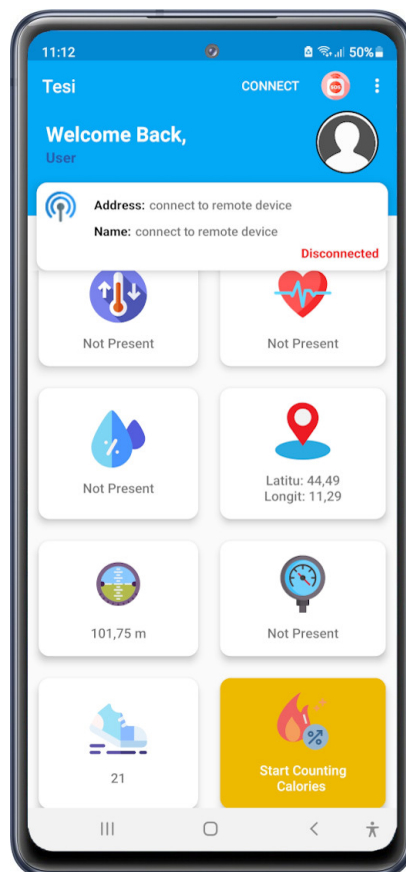 11:12
50%
Tesi
CONNECT
SOS
Welcome Back,
User
Address: connect to remote device
Name: connect to remote device
Disconnected
Not Present
Not Present
Not Present
Latitu: 44,49
Longit: 11,29
101,75 m
Not Present
21
Start Counting
Calories